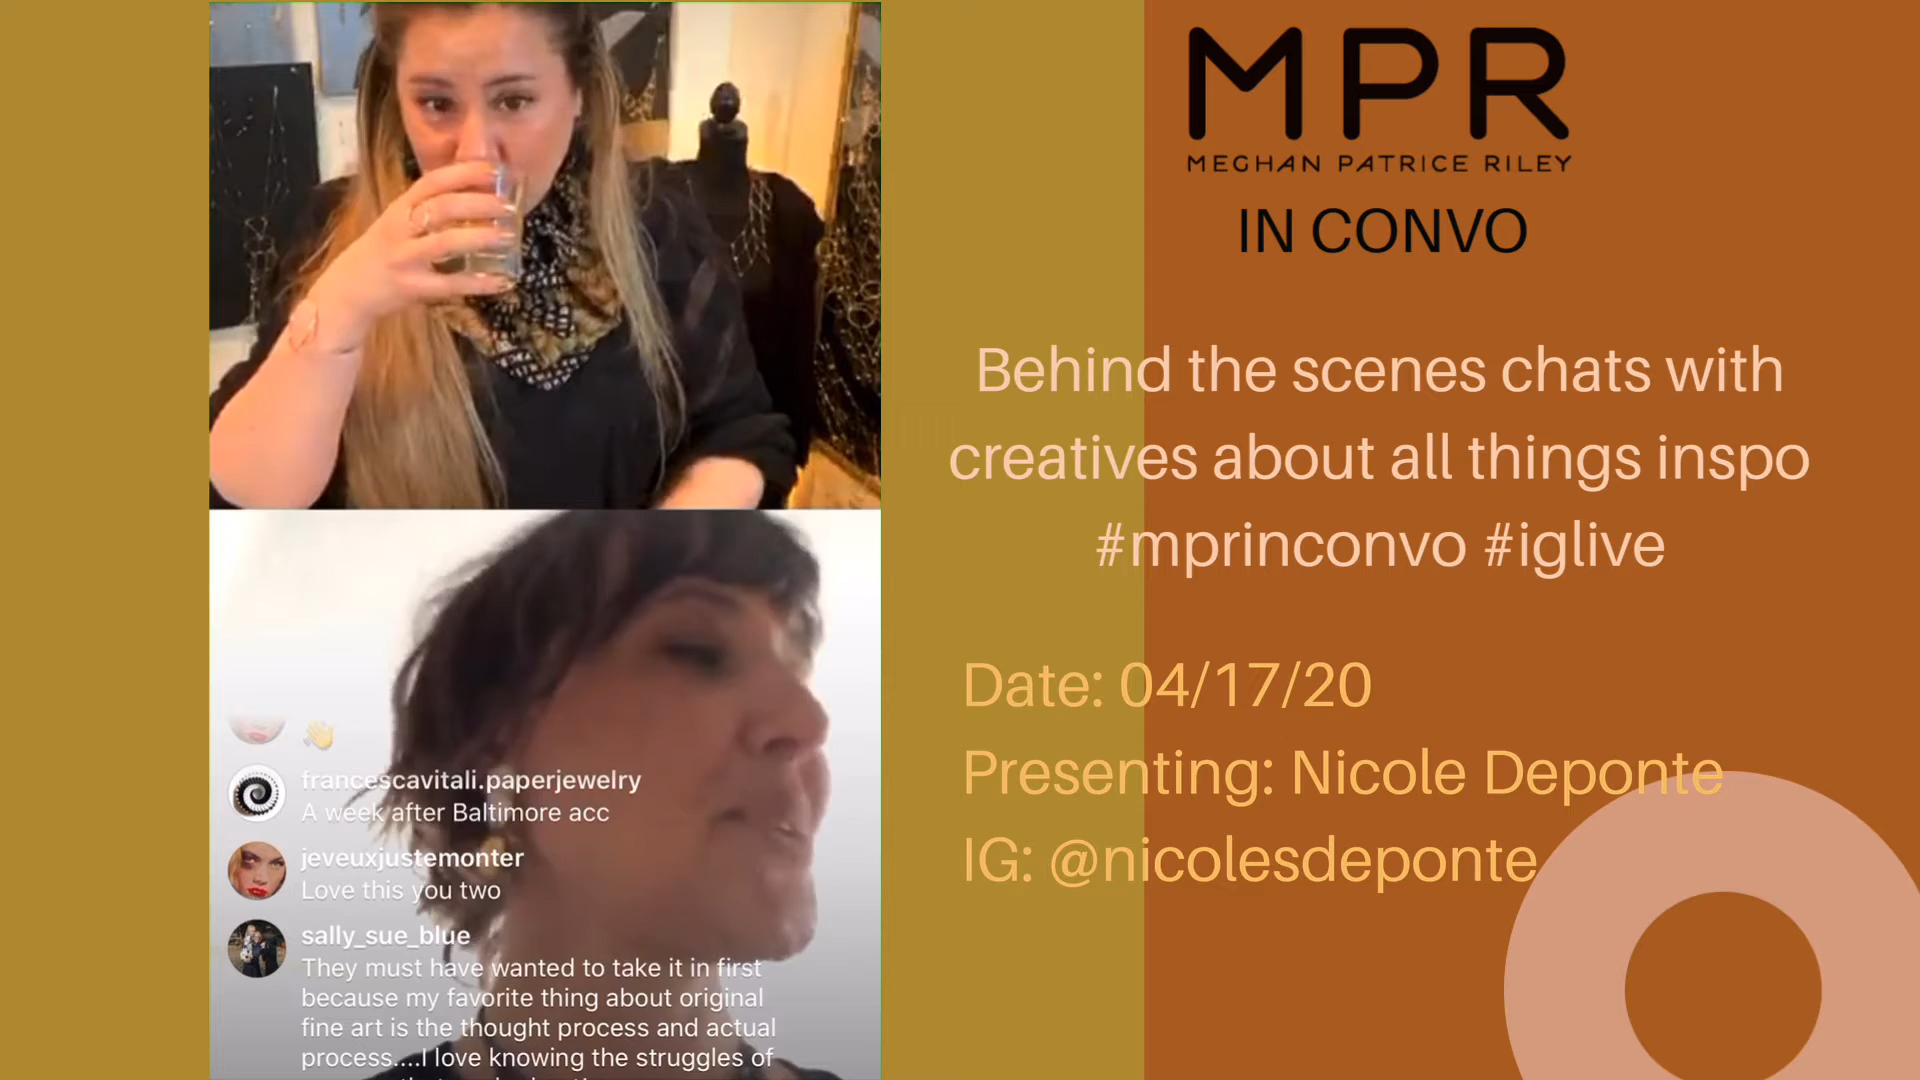 MPR
MEGHAN PATRICE RILEY
IN CONVO
Behind the scenes chats with
creatives about all things inspo
#mprinconvo #iglive
Date: 04/17/20
Presenting: Nicole Deponte
IG: @nicolesdeponte
francescavitali.paperjewelry
A week after Baltimore acc
jeveuxjustemonter
Love this you two
sally_sue_blue
They must have wanted to take it in first
because my favorite thing about original
fine art is the thought process and actual
process....I love knowing the struggles of